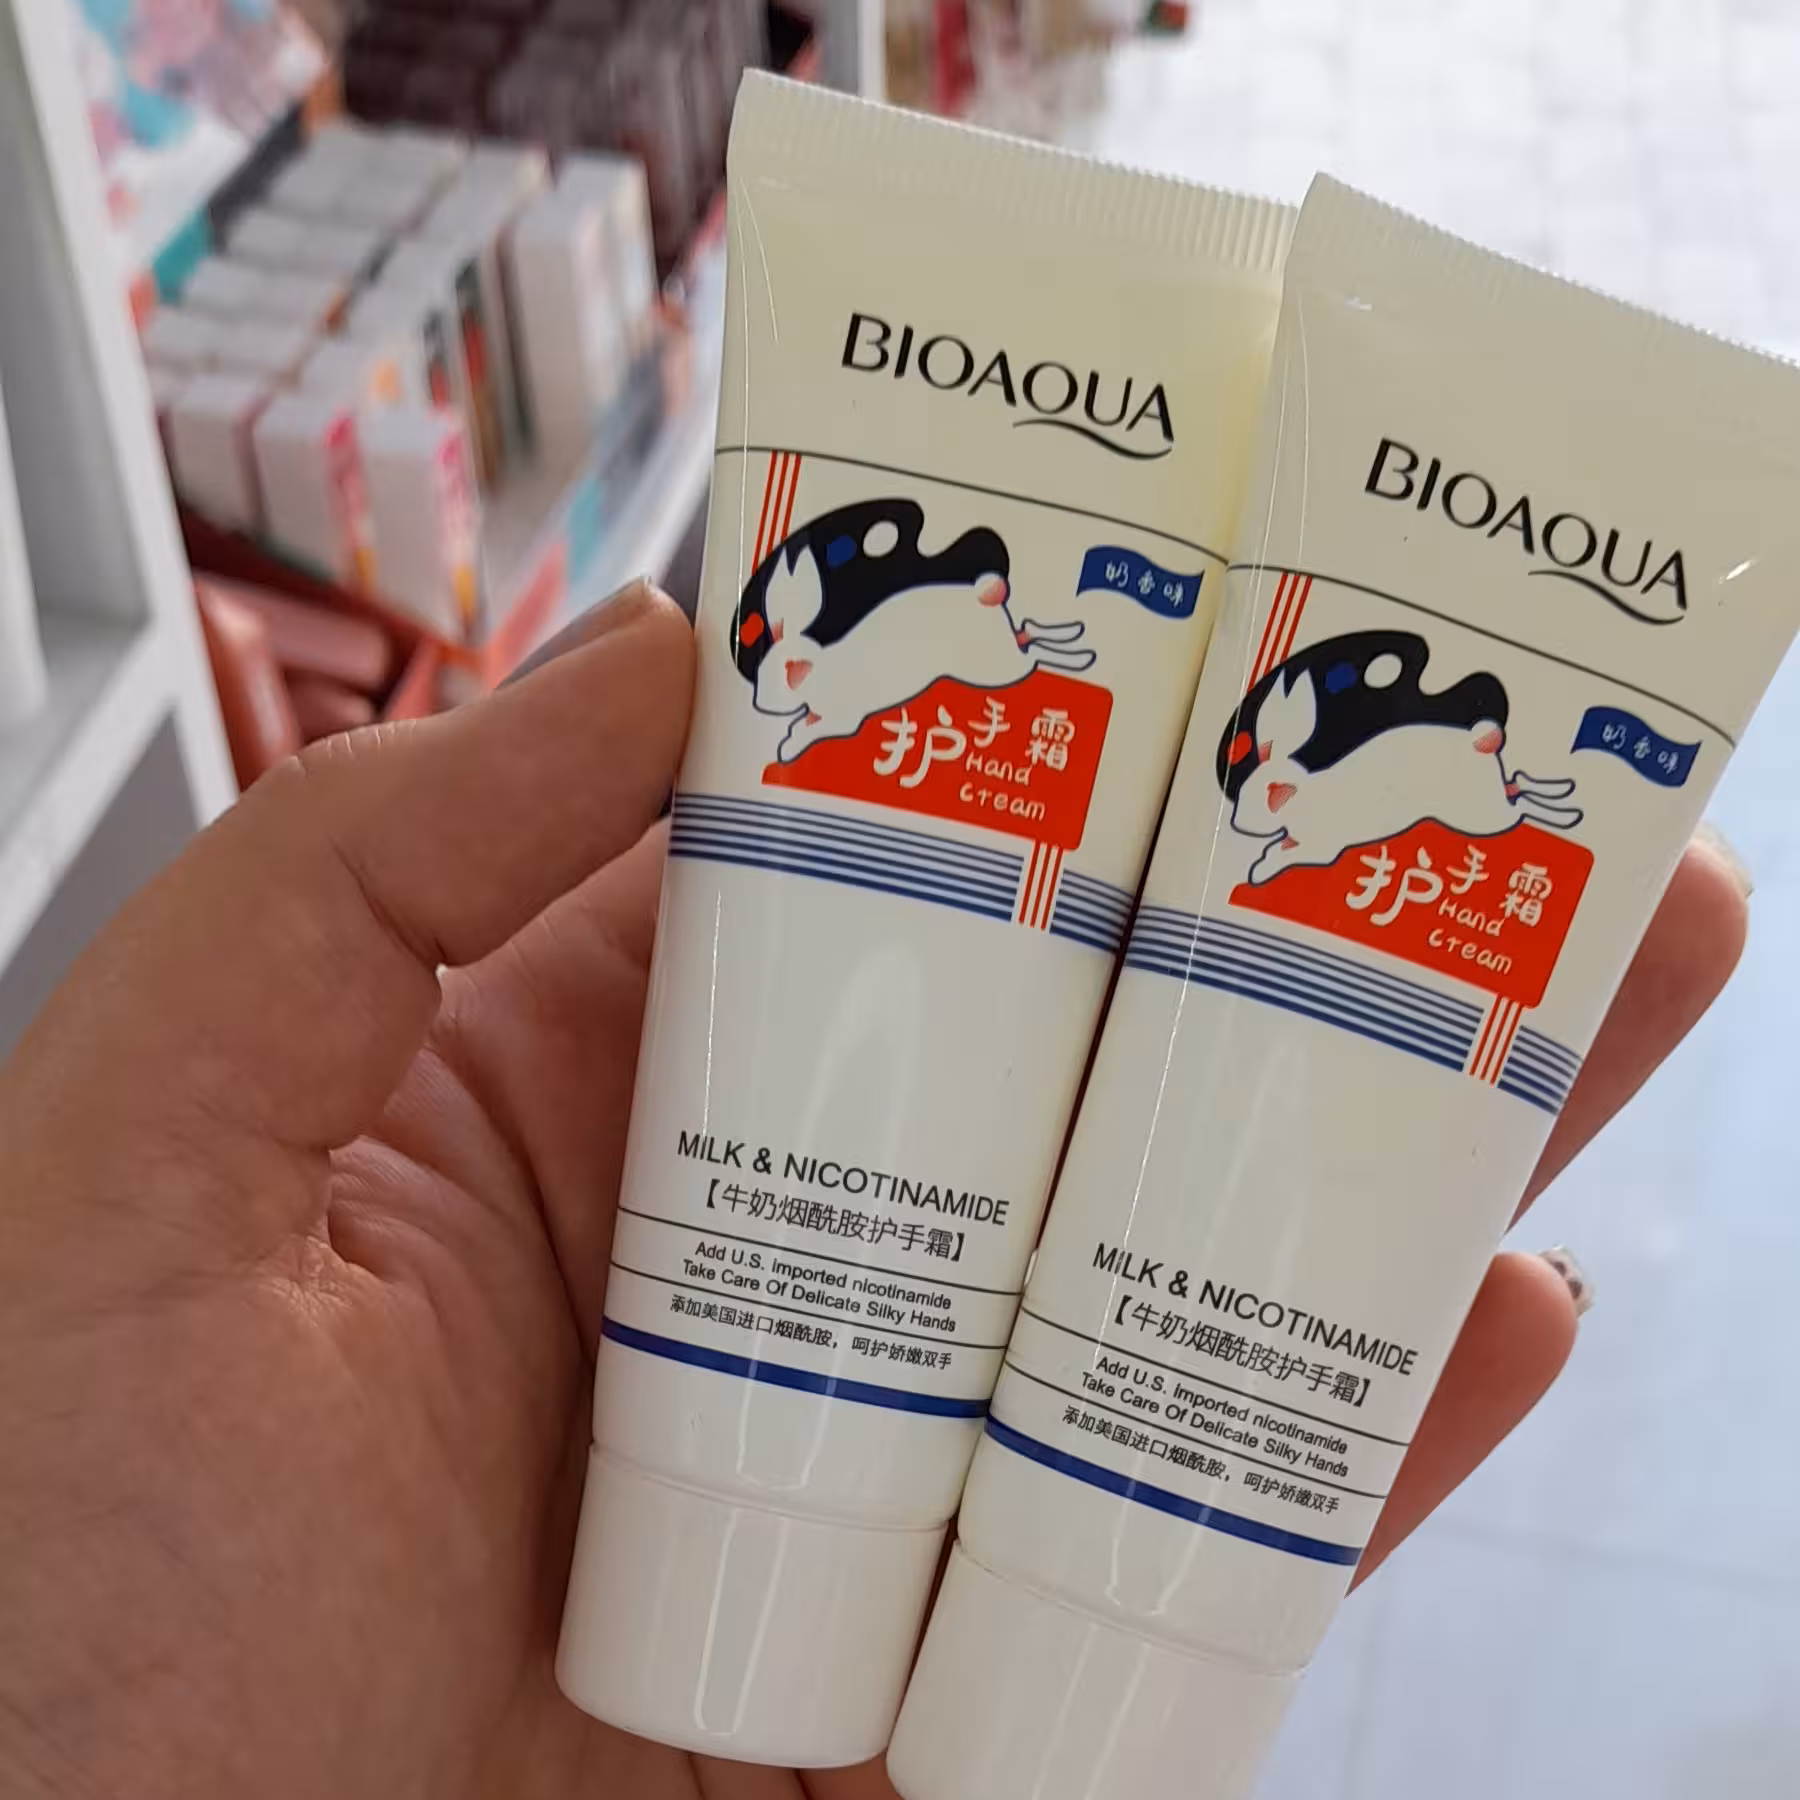 BIOAQUA
奶香味
护手霜
Hand
Cream
MILK & NICOTINAMIDE
【牛奶烟酰胺护手霜】
Add U.S. imported nicotinamide
Take Care Of Delicate Silky Hands
添加美国进口烟酰胺，呵护娇嫩双手
BIOAQUA
奶香味
护手霜
Hand
Cream
MILK & NICOTINAMIDE
【牛奶烟酰胺护手霜】
Add U.S. imported nicotinamide
Take Care Of Delicate Silky Hands
添加美国进口烟酰胺，呵护娇嫩双手